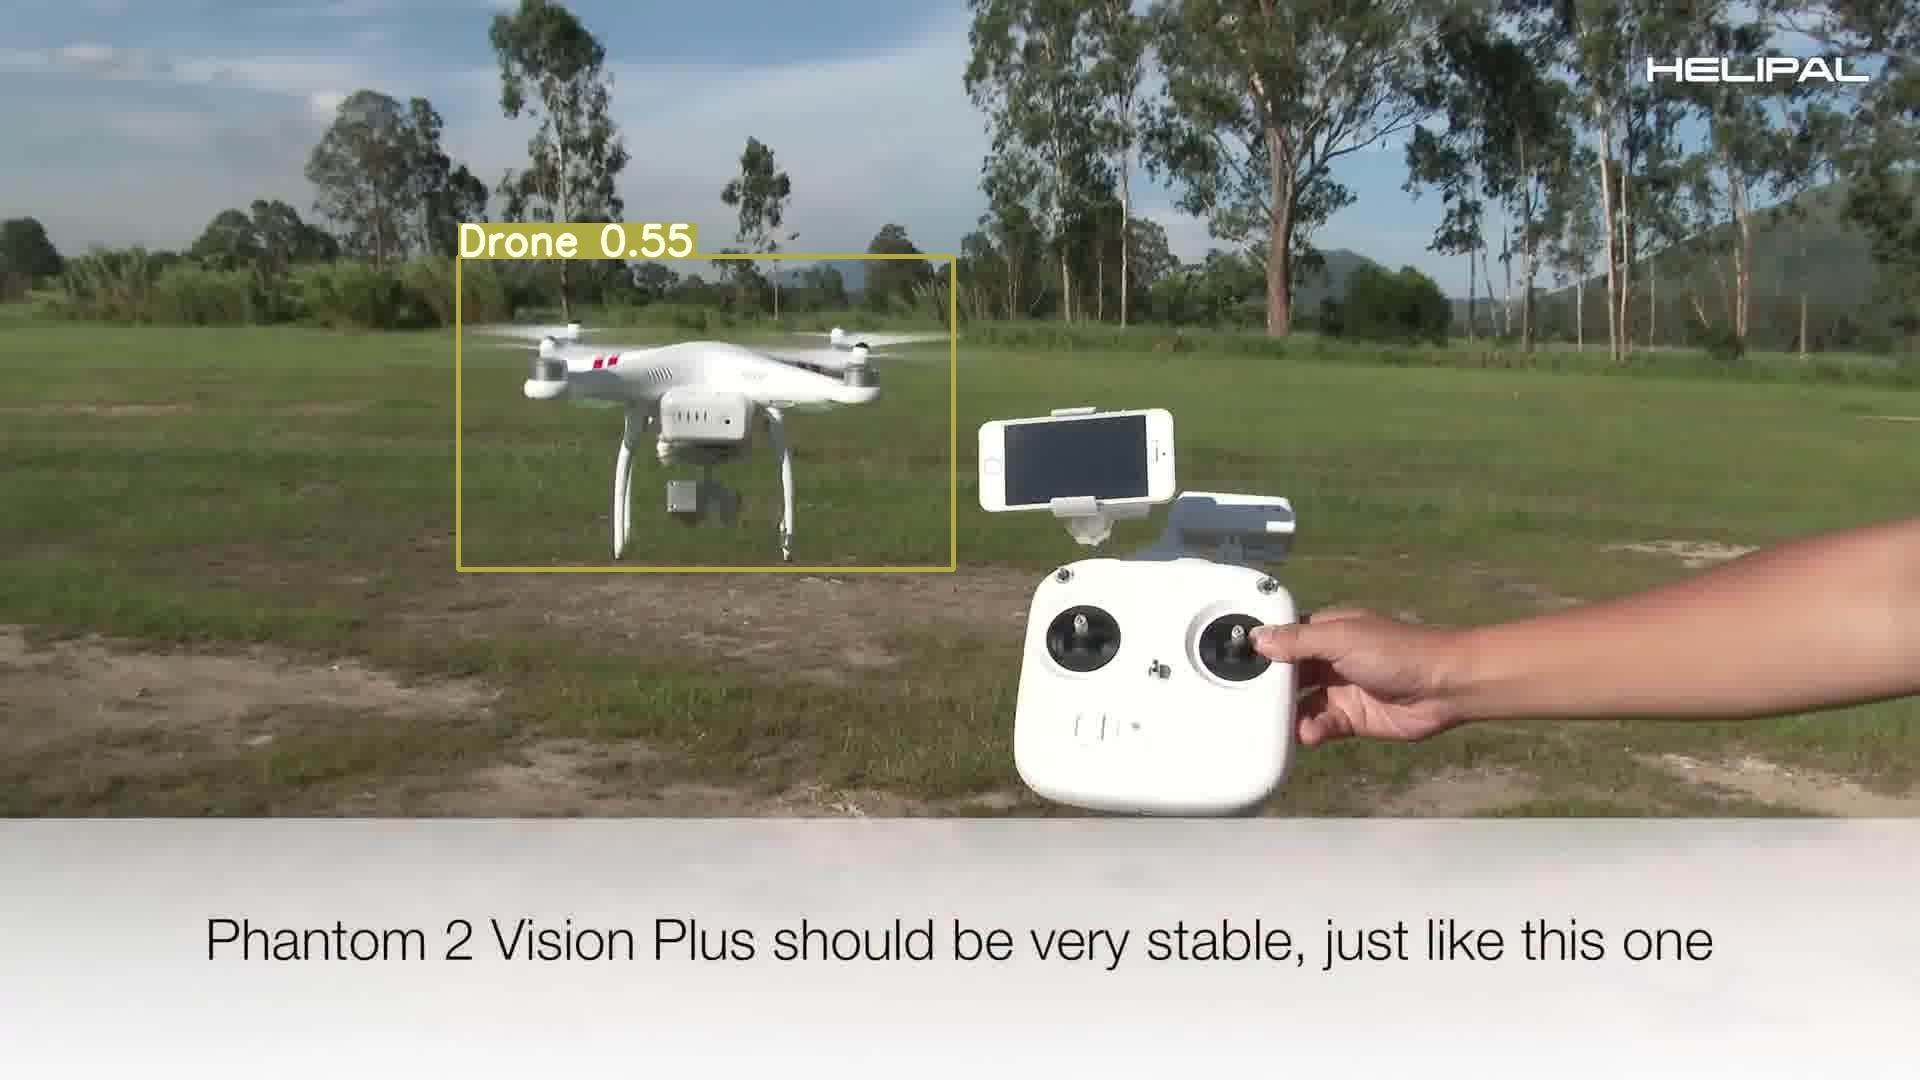 HELIPAL
Drone 0.55
Phantom 2 Vision Plus should be very stable, just like this one